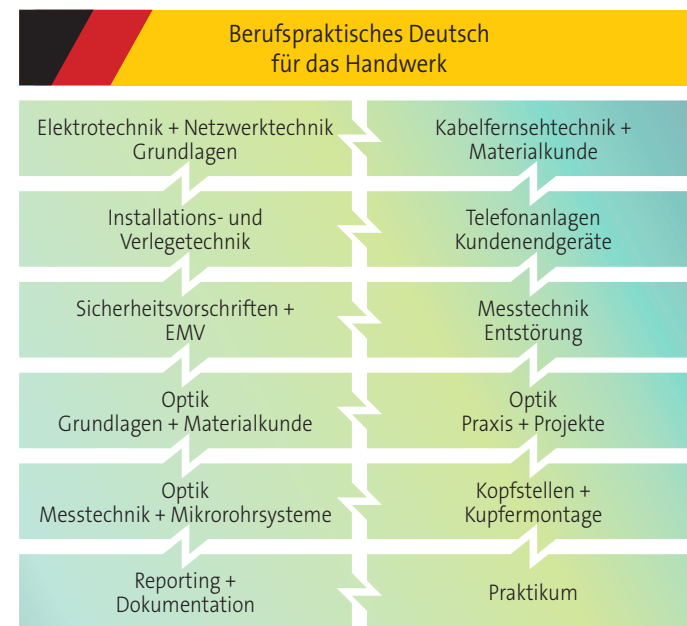 Berufspraktisches Deutsch
für das Handwerk
Elektrotechnik + Netzwerktechnik
Grundlagen
Kabelfernsehtechnik +
Materialkunde
Installations- und
Verlegetechnik
Telefonanlagen
Kundenendgeräte
Sicherheitsvorschriften +
EMV
Messtechnik
Entstörung
Optik
Grundlagen + Materialkunde
Optik
Praxis + Projekte
Optik
Messtechnik + Mikrorohrsysteme
Kopfstellen +
Kupfermontage
Reporting +
Dokumentation
Praktikum